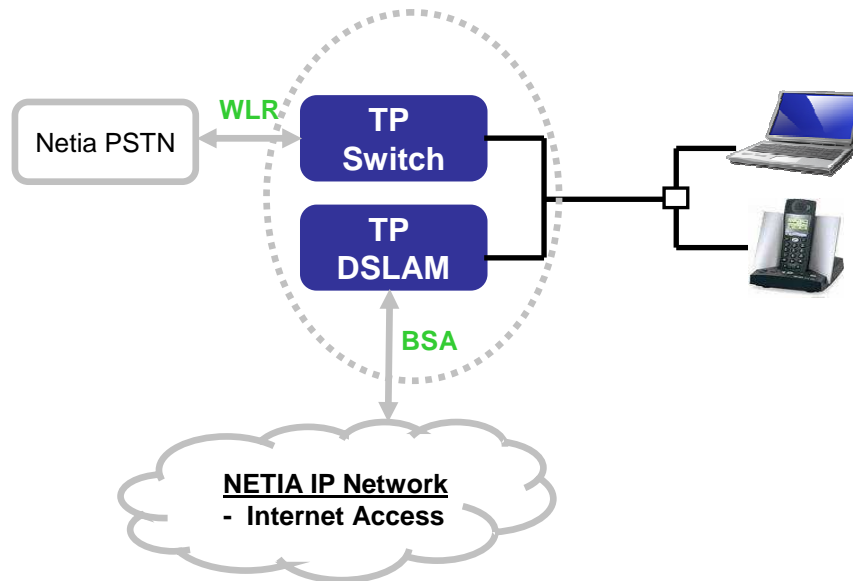 WLR
Netia PSTN
TP
Switch
TP
DSLAM
BSA
NETIA IP Network
- Internet Access